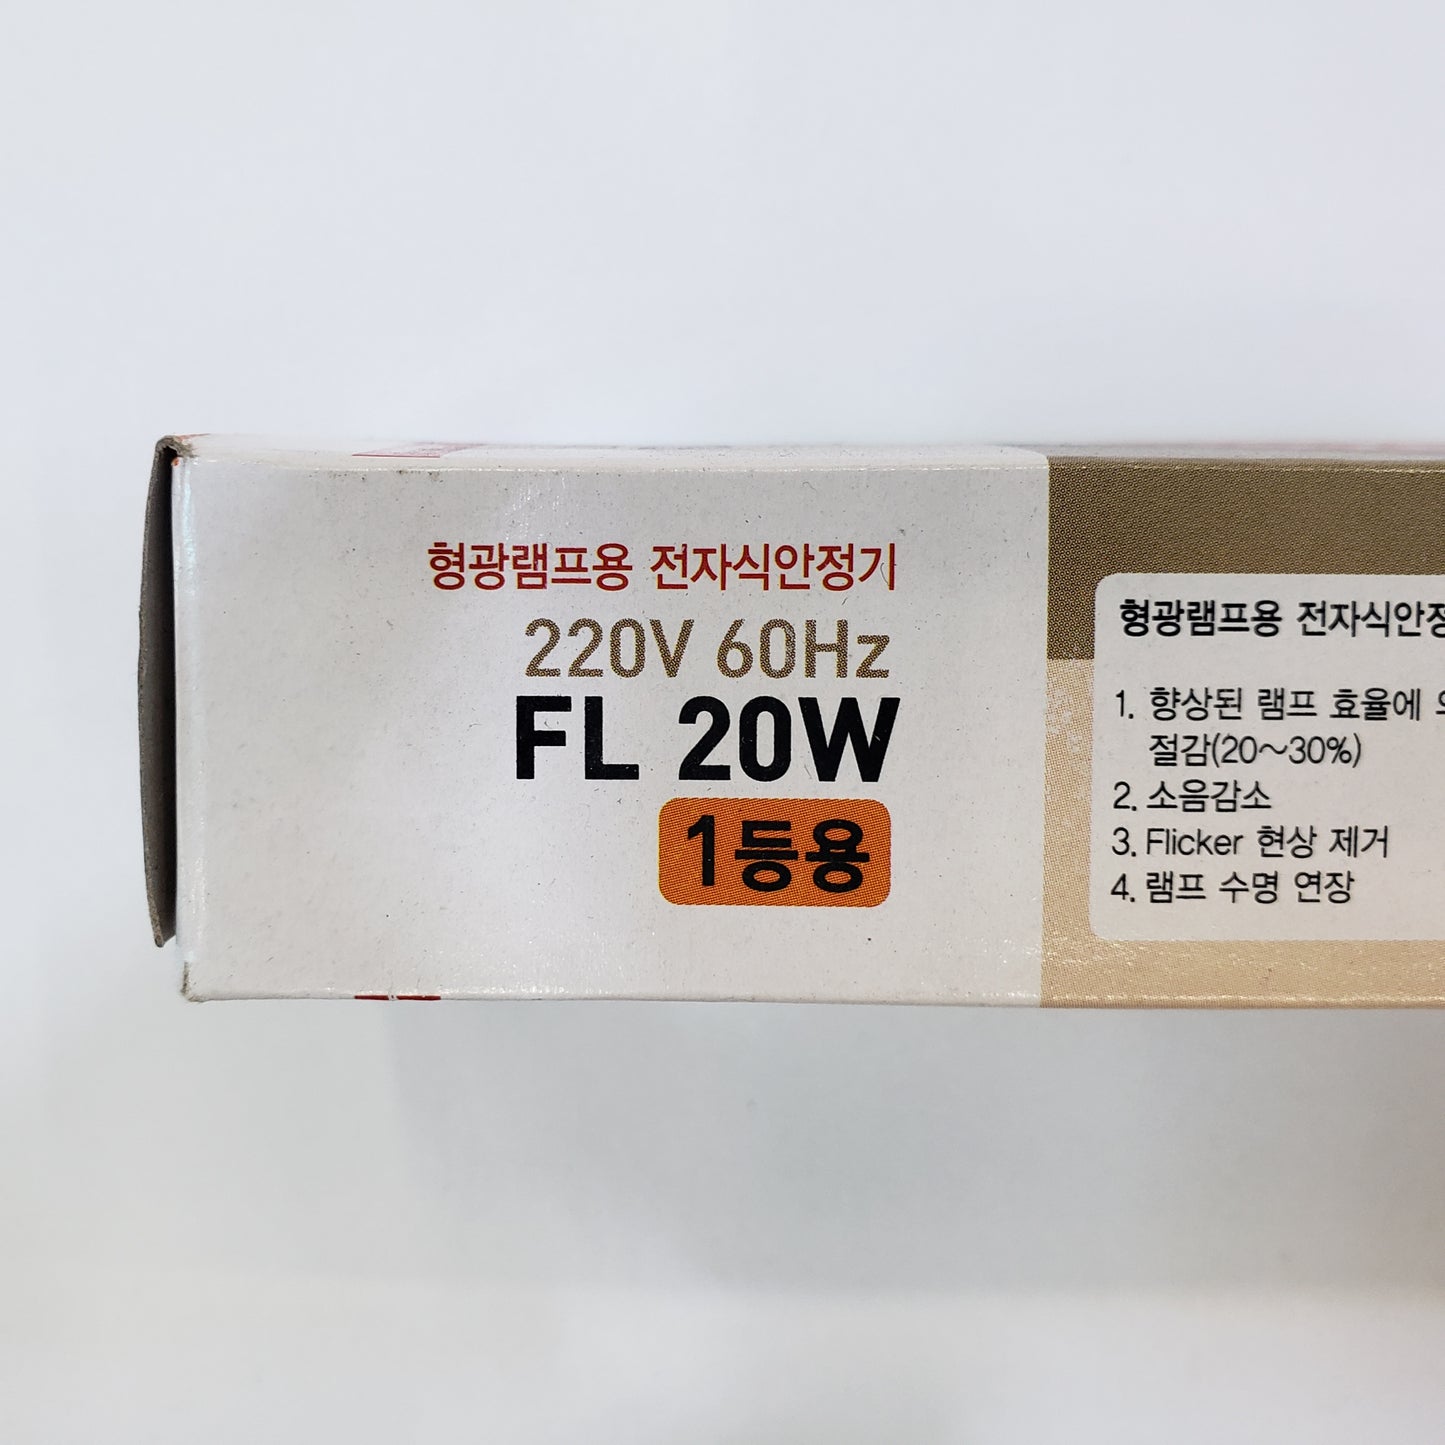 형광램프용 전자식안정기
220V 60Hz
FL 20W
1등용
형광램프용 전자식안정
1. 향상된 램프 효율에
절감(20~30%)
2. 소음감소
3. Flicker 현상 제거
4. 램프 수명 연장